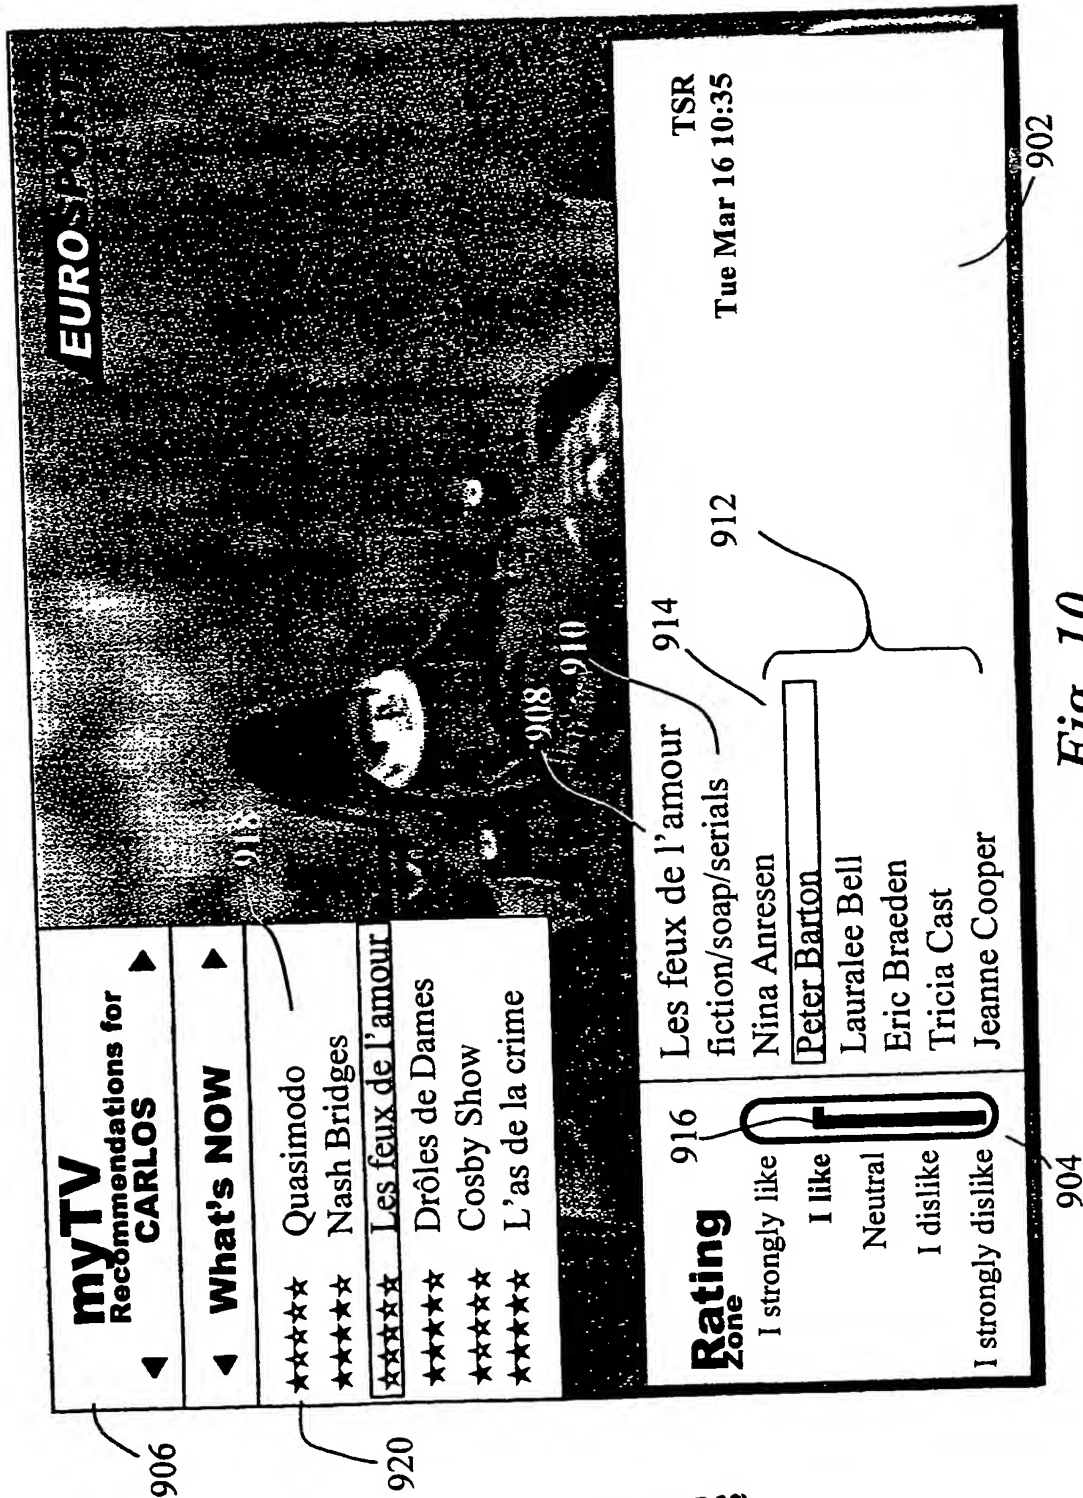 EUROSPORT
myTV
Recommendations for
CARLOS
What's NOW
★★★★★ Quasimodo
★★★★★ Nash Bridges
★★★★★ Les feux de l'amour
★★★★★ Drôles de Dames
★★★★★ Cosby Show
★★★★★ L'as de la crime
906
920
918
908
910
Rating
Zone
I strongly like
I like
Neutral
I dislike
I strongly dislike
916
904
Les feux de l'amour
fiction/soap/serials
Nina Anresen
Peter Barton
Lauralee Bell
Eric Braeden
Tricia Cast
Jeanne Cooper
914
912
TSR
Tue Mar 16 10:35
902
Fig. 10